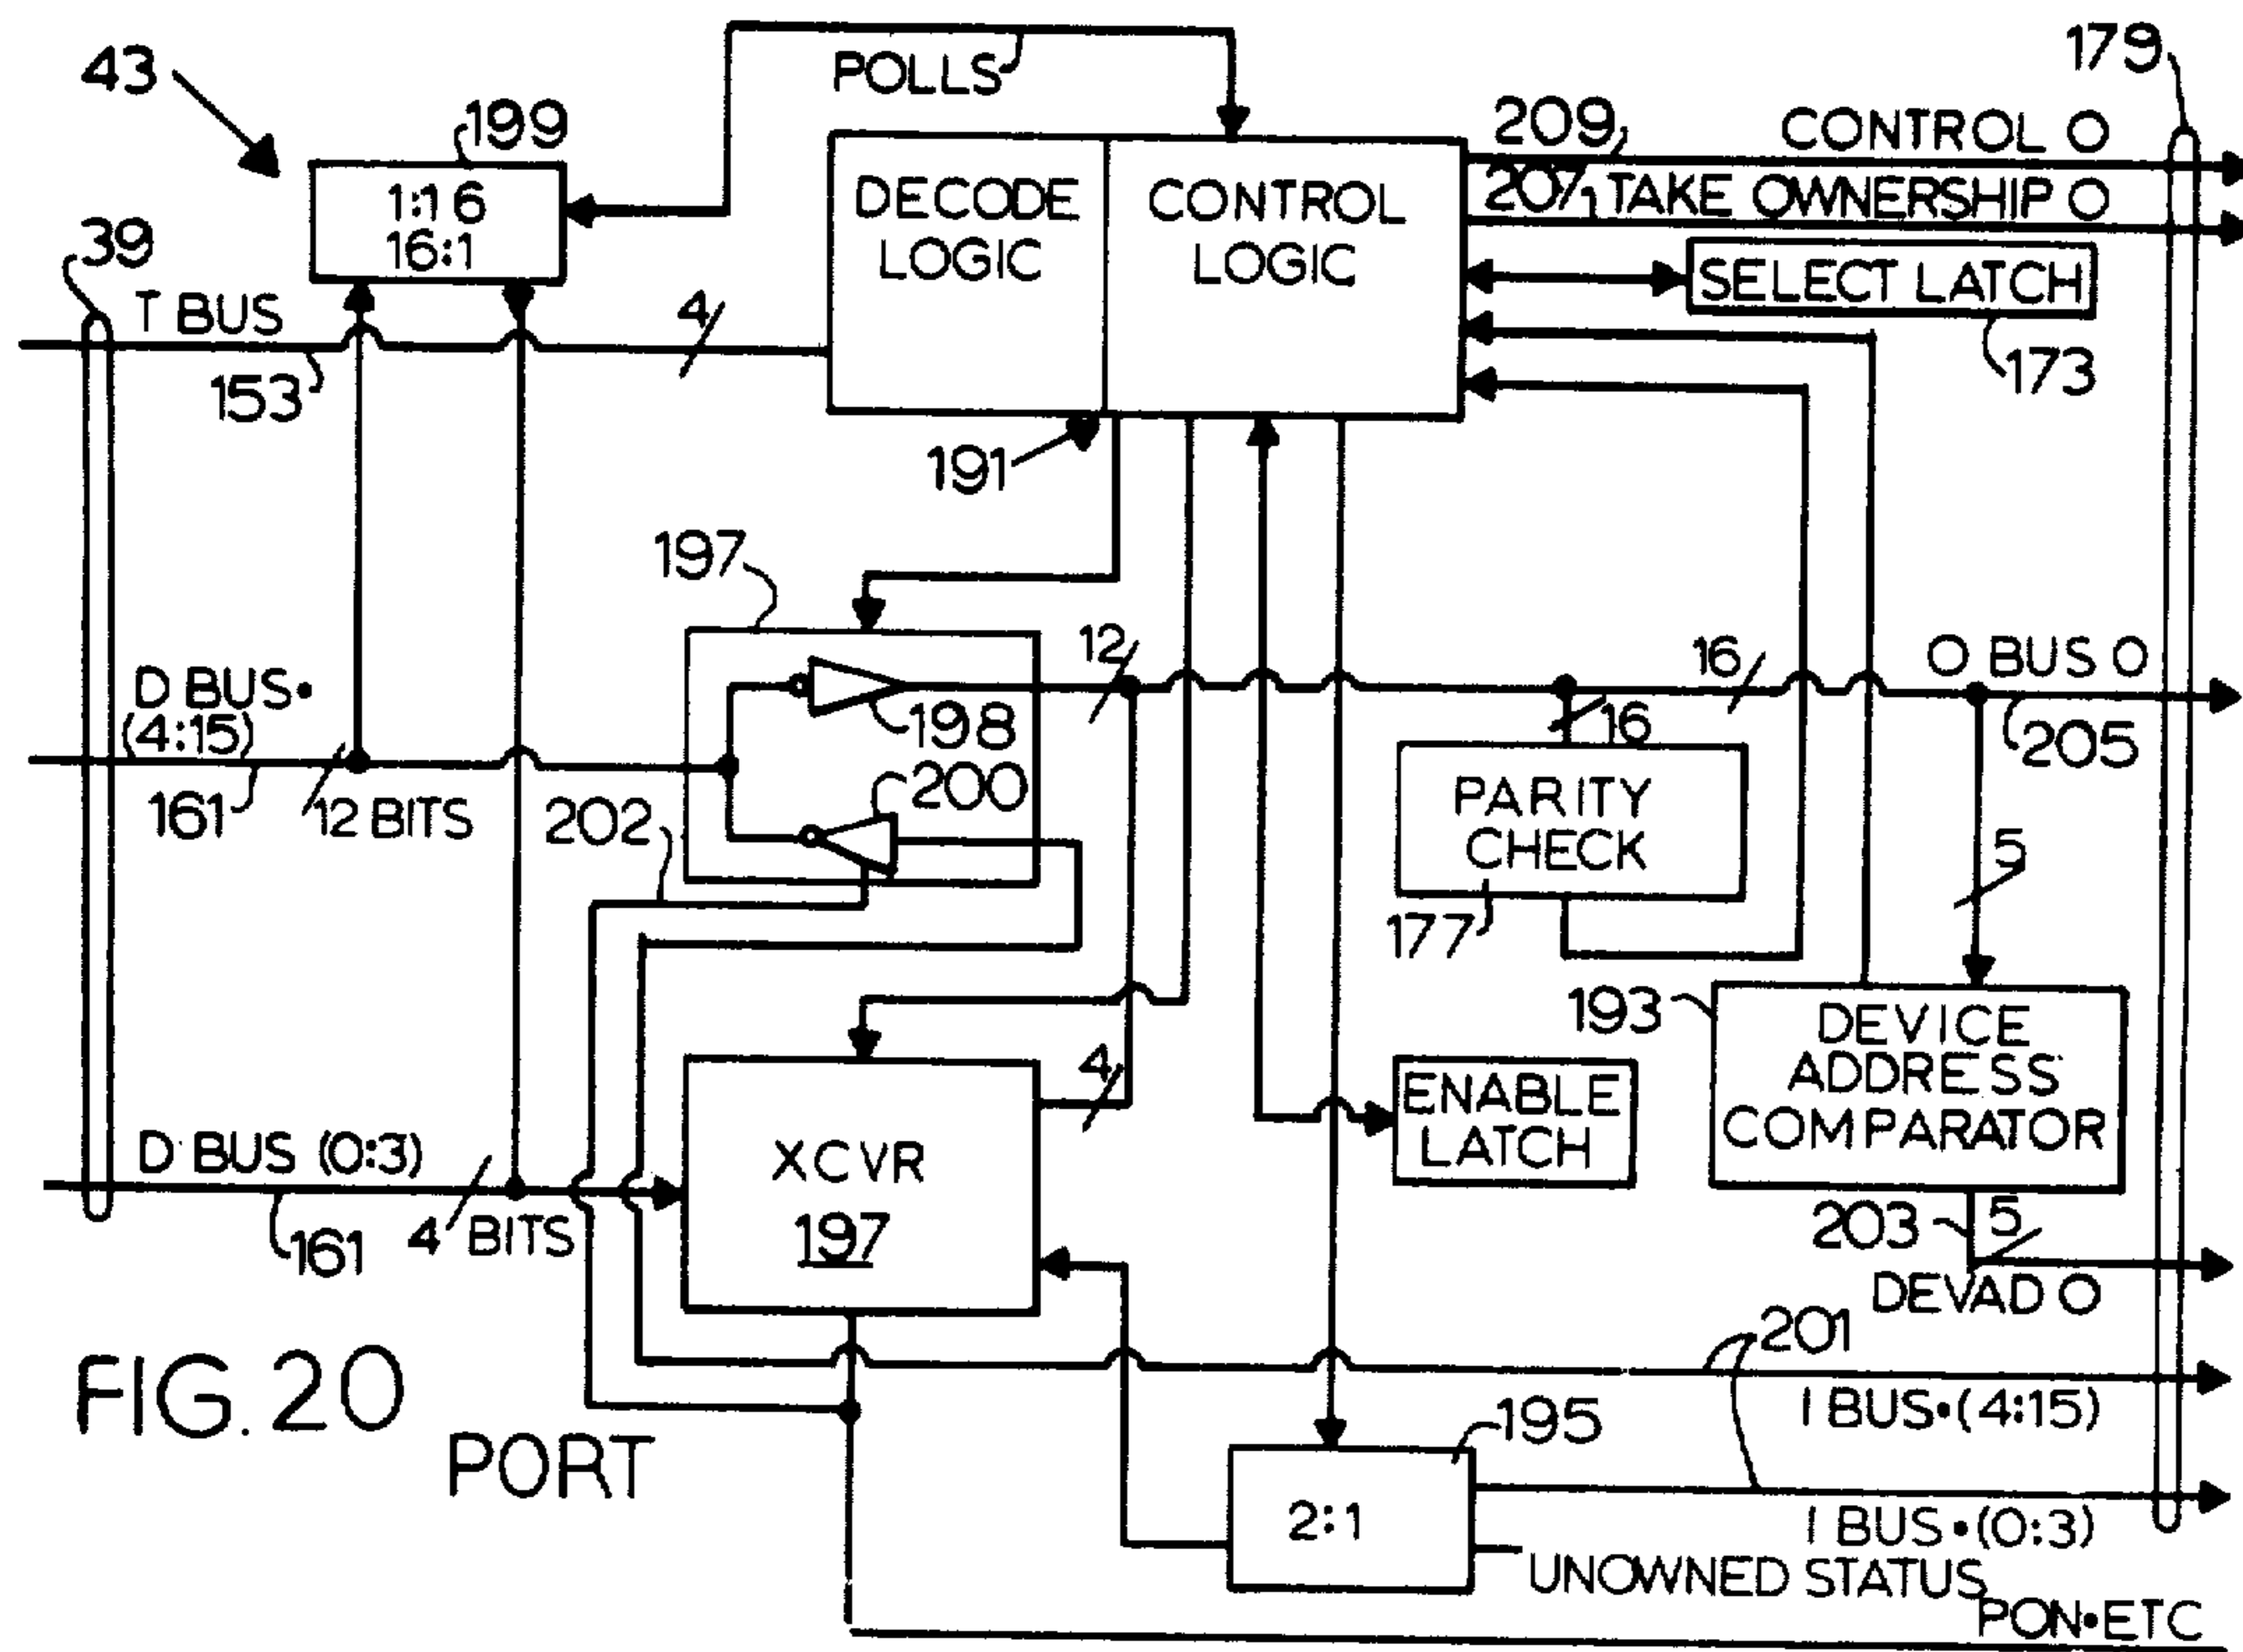 43
199
1:16
16:1
POLLS
DECODE
LOGIC
CONTROL
LOGIC
191
209
CONTROL O
207
TAKE OWNERSHIP O
179
SELECT LATCH
173
39
T BUS
153
4
197
198
200
202
12
D BUS•
(4:15)
161
12 BITS
16
16
O BUS O
205
PARITY
CHECK
177
5
193
DEVICE
ADDRESS
COMPARATOR
203
5
DEVAD O
ENABLE
LATCH
4
D BUS (0:3)
161
4 BITS
XCVR
197
201
I BUS•(4:15)
195
2:1
I BUS•(0:3)
UNOWNED STATUS
PON•ETC
FIG. 20
PORT